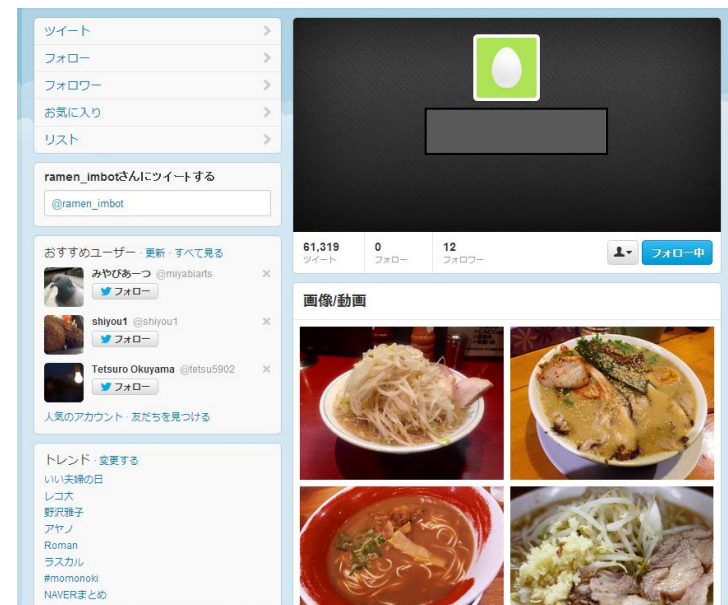 ツイート
フォロー
フォロワー
お気に入り
リスト
ramen_imbotさんにツイートする
@ramen_imbot
おすすめユーザー · 更新 · すべて見る
みやびあーつ @miyabiarts
フォロー
shiyou1 @shiyou1
フォロー
Tetsuro Okuyama @tetsu5902
フォロー
人気のアカウント · 友だちを見つける
トレンド · 変更する
いい夫婦の日
レコ大
野沢雅子
アヤノ
Roman
ラスカル
#momonoki
NAVERまとめ
61,319
ツイート
0
フォロー
12
フォロワー
フォロー中
画像/動画